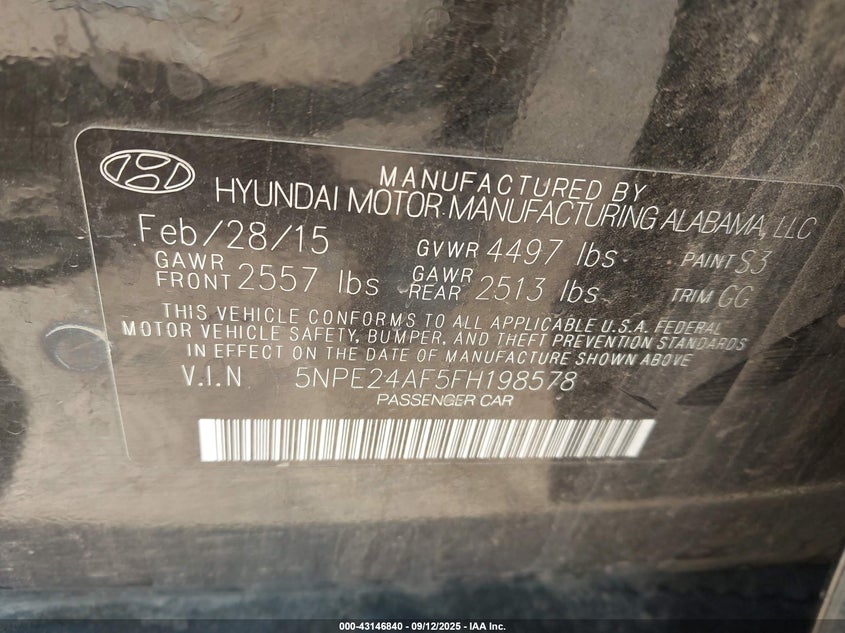 MANUFACTURED BY
HYUNDAI MOTOR MANUFACTURING ALABAMA, LLC
Feb/28/15 GVWR 4497 lbs PAINT S3
GAWR FRONT 2557 lbs GAWR REAR 2513 lbs TRIM GG
THIS VEHICLE CONFORMS TO ALL APPLICABLE U.S.A. FEDERAL
MOTOR VEHICLE SAFETY, BUMPER, AND THEFT PREVENTION STANDARDS
IN EFFECT ON THE DATE OF MANUFACTURE SHOWN ABOVE
V.I.N 5NPE24AF5FH198578
PASSENGER CAR
000-43146840 - 09/12/2025 - IAA Inc.